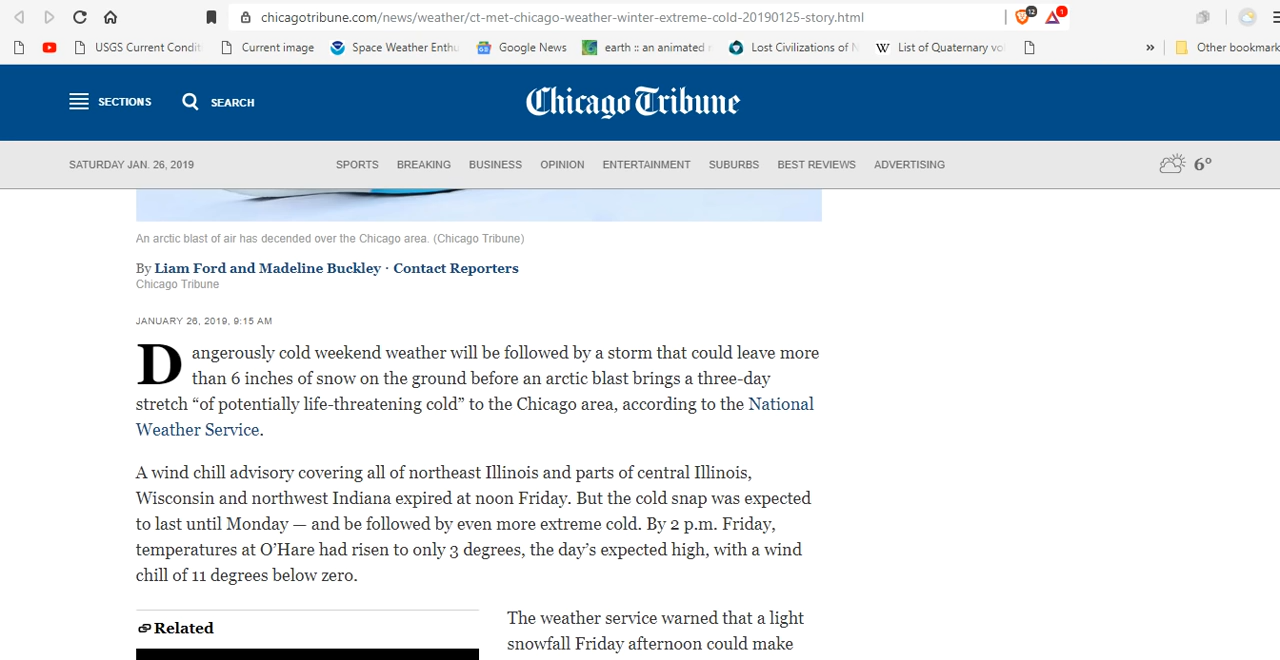 chicagotribune.com/news/weather/ct-met-chicago-weather-winter-extreme-cold-20190125-story.html
12
1
USGS Current Condit
Current image
Space Weather Enthu
Google News
earth :: an animated
Lost Civilizations of N
W List of Quaternary vo
»
Other bookmark
SECTIONS
SEARCH
Chicago Tribune
SATURDAY JAN. 26, 2019
SPORTS BREAKING BUSINESS OPINION ENTERTAINMENT SUBURBS BEST REVIEWS ADVERTISING
6°
An arctic blast of air has decended over the Chicago area. (Chicago Tribune)
By Liam Ford and Madeline Buckley · Contact Reporters
Chicago Tribune
JANUARY 26, 2019, 9:15 AM
Dangerously cold weekend weather will be followed by a storm that could leave more
than 6 inches of snow on the ground before an arctic blast brings a three-day
stretch “of potentially life-threatening cold” to the Chicago area, according to the National
Weather Service.
A wind chill advisory covering all of northeast Illinois and parts of central Illinois,
Wisconsin and northwest Indiana expired at noon Friday. But the cold snap was expected
to last until Monday — and be followed by even more extreme cold. By 2 p.m. Friday,
temperatures at O’Hare had risen to only 3 degrees, the day’s expected high, with a wind
chill of 11 degrees below zero.
Related
The weather service warned that a light
snowfall Friday afternoon could make